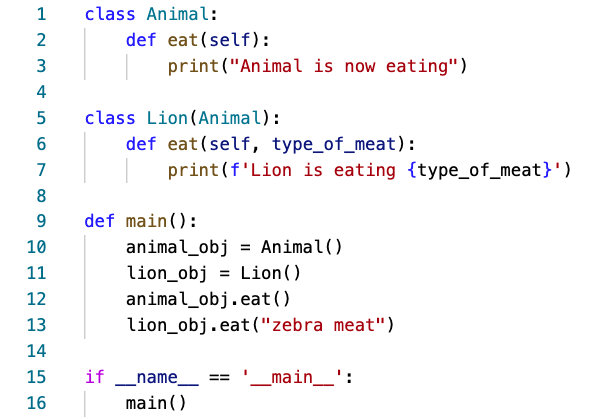 1 class Animal:
2     def eat(self):
3         print("Animal is now eating")
4
5 class Lion(Animal):
6     def eat(self, type_of_meat):
7         print(f'Lion is eating {type_of_meat}')
8
9 def main():
10     animal_obj = Animal()
11     lion_obj = Lion()
12     animal_obj.eat()
13     lion_obj.eat("zebra meat")
14
15 if __name__ == '__main__':
16     main()